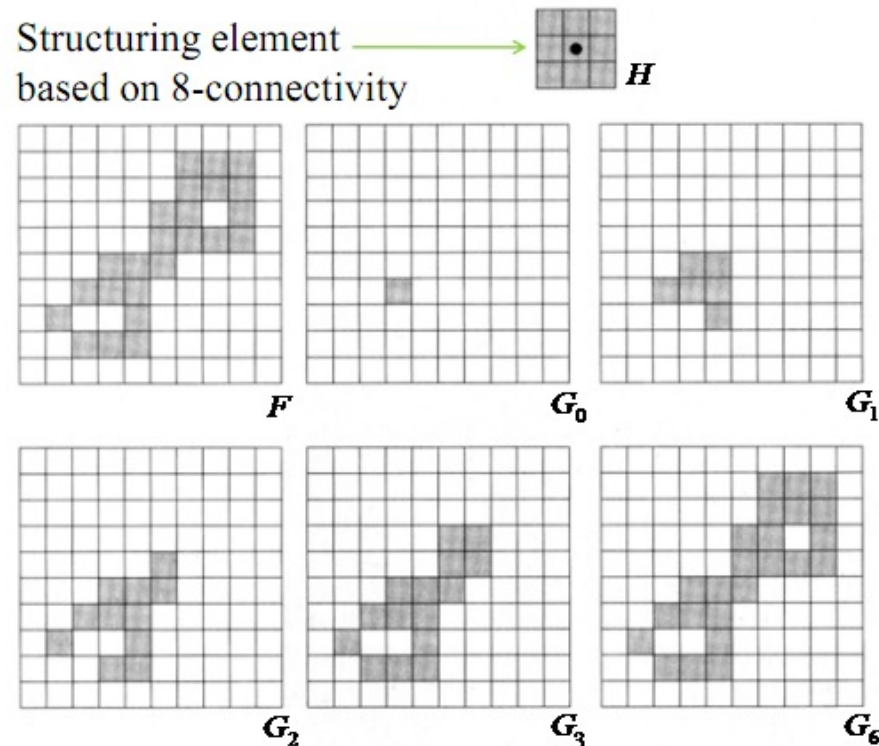 Structuring element
based on 8-connectivity
H
F
G₀
G₁
G₂
G₃
G₆